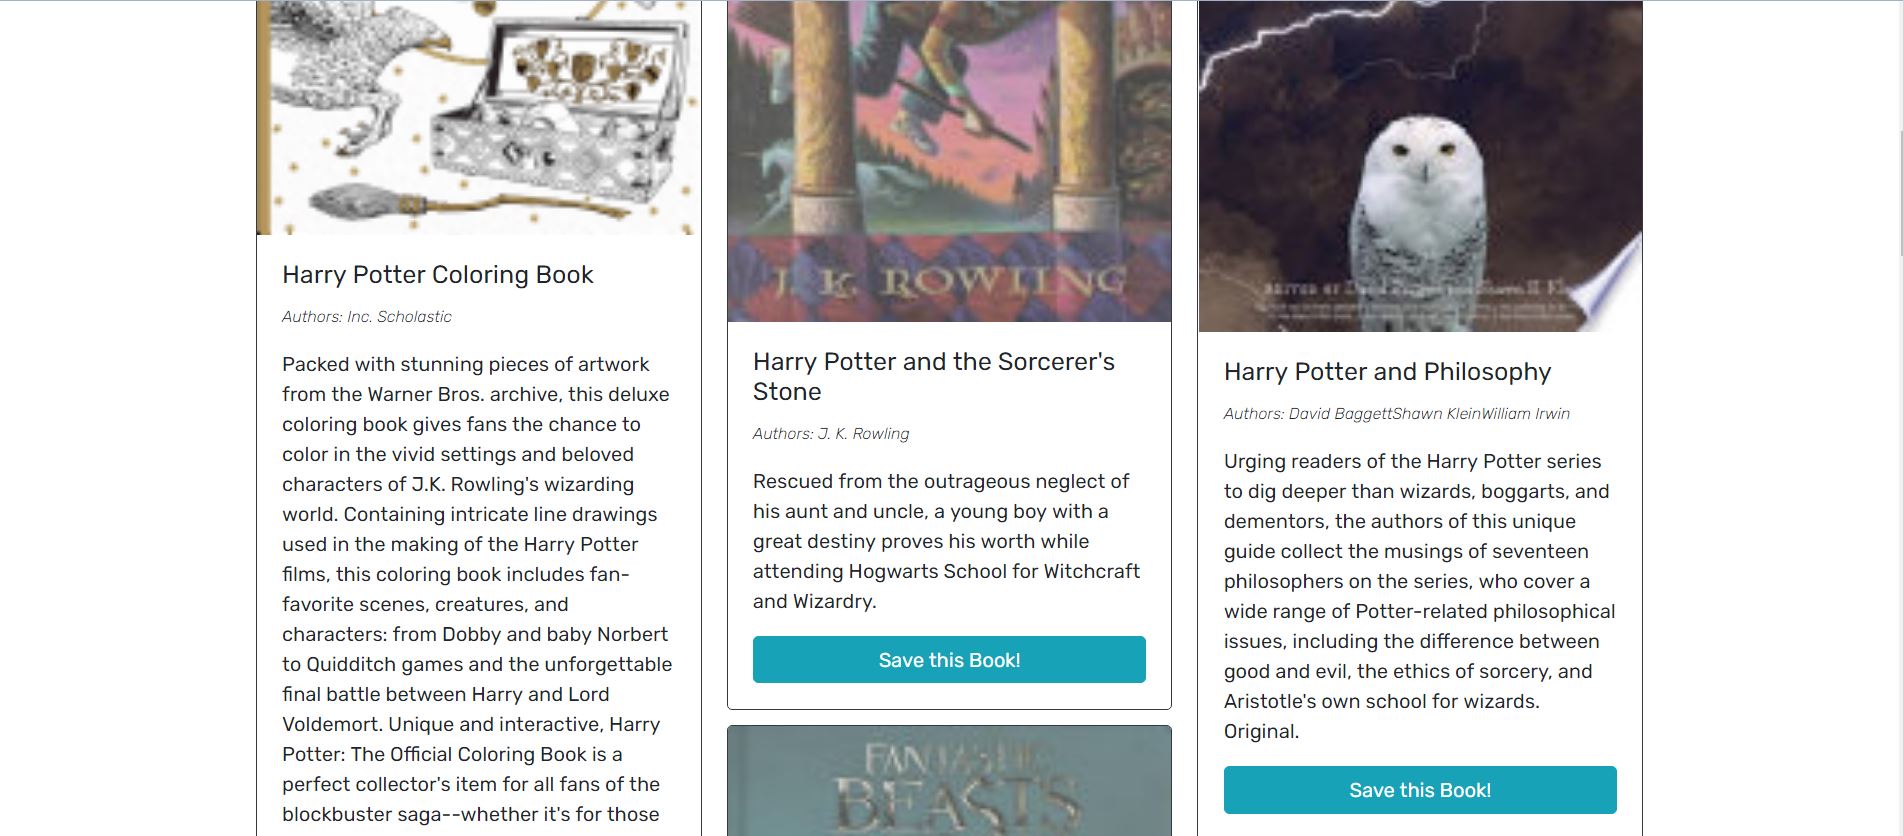 Harry Potter Coloring Book
Authors: Inc. Scholastic
Packed with stunning pieces of artwork
from the Warner Bros. archive, this deluxe
coloring book gives fans the chance to
color in the vivid settings and beloved
characters of J.K. Rowling's wizarding
world. Containing intricate line drawings
used in the making of the Harry Potter
films, this coloring book includes fan-
favorite scenes, creatures, and
characters: from Dobby and baby Norbert
to Quidditch games and the unforgettable
final battle between Harry and Lord
Voldemort. Unique and interactive, Harry
Potter: The Official Coloring Book is a
perfect collector's item for all fans of the
blockbuster saga--whether it's for those
J. K. ROWLING
Harry Potter and the Sorcerer's
Stone
Authors: J. K. Rowling
Rescued from the outrageous neglect of
his aunt and uncle, a young boy with a
great destiny proves his worth while
attending Hogwarts School for Witchcraft
and Wizardry.
Save this Book!
FANTASTIC
BEASTS
Harry Potter and Philosophy
Authors: David BaggettShawn KleinWilliam Irwin
Urging readers of the Harry Potter series
to dig deeper than wizards, boggarts, and
dementors, the authors of this unique
guide collect the musings of seventeen
philosophers on the series, who cover a
wide range of Potter-related philosophical
issues, including the difference between
good and evil, the ethics of sorcery, and
Aristotle's own school for wizards.
Original.
Save this Book!